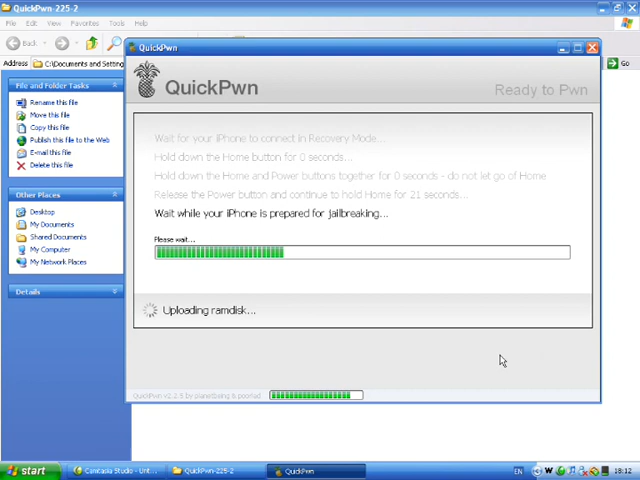 QuickPwn-225-2
File Edit View Favorites Tools Help
Back
Address C:\Documents and Setting
Go
File and Folder Tasks
Rename this file
Move this file
Copy this file
Publish this file to the Web
E-mail this file
Delete this file
Other Places
Desktop
My Documents
Shared Documents
My Computer
My Network Places
Details
QuickPwn
QuickPwn
Ready to Pwn
Wait for your iPhone to connect in Recovery Mode...
Hold down the Home button for 0 seconds...
Hold down the Home and Power buttons together for 0 seconds - do not let go of Home
Release the Power button and continue to hold Home for 21 seconds...
Wait while your iPhone is prepared for jailbreaking...
Please wait...
Uploading ramdisk...
QuickPwn v2.2.5 by planetbeing & poorlad
start
Camtasia Studio - Unt...
QuickPwn-225-2
QuickPwn
EN
W
18:12